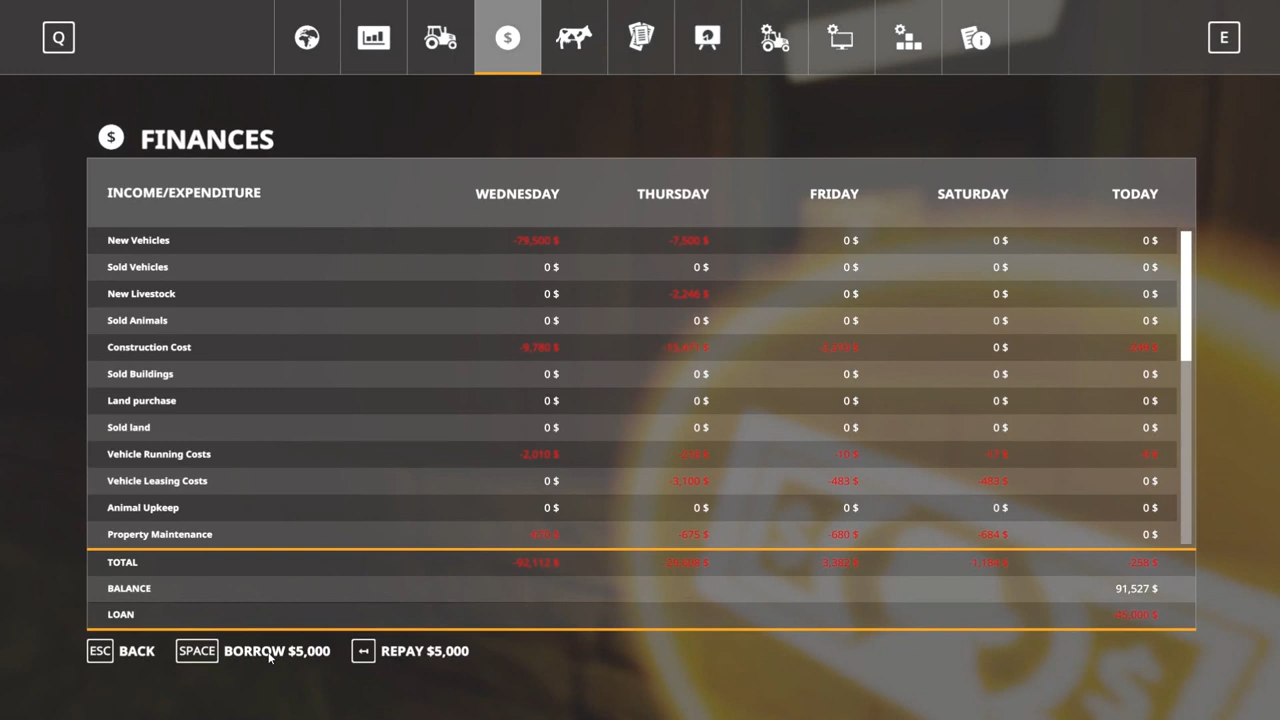 Q
$
E
$ FINANCES
INCOME/EXPENDITURE WEDNESDAY THURSDAY FRIDAY SATURDAY TODAY
New Vehicles -79,500 $ -7,500 $ 0 $ 0 $ 0 $
Sold Vehicles 0 $ 0 $ 0 $ 0 $ 0 $
New Livestock 0 $ -2,246 $ 0 $ 0 $ 0 $
Sold Animals 0 $ 0 $ 0 $ 0 $ 0 $
Construction Cost -9,780 $ 0 $
Sold Buildings 0 $ 0 $ 0 $ 0 $ 0 $
Land purchase 0 $ 0 $ 0 $ 0 $ 0 $
Sold land 0 $ 0 $ 0 $ 0 $ 0 $
Vehicle Running Costs -2,010 $ -10 $
Vehicle Leasing Costs 0 $ -3,100 $ -483 $ -483 $ 0 $
Animal Upkeep 0 $ 0 $ 0 $ 0 $ 0 $
Property Maintenance -675 $ -680 $ -684 $ 0 $
TOTAL -92,112 $ -258 $
BALANCE 91,527 $
LOAN
ESC BACK SPACE BORROW $5,000 ↔ REPAY $5,000